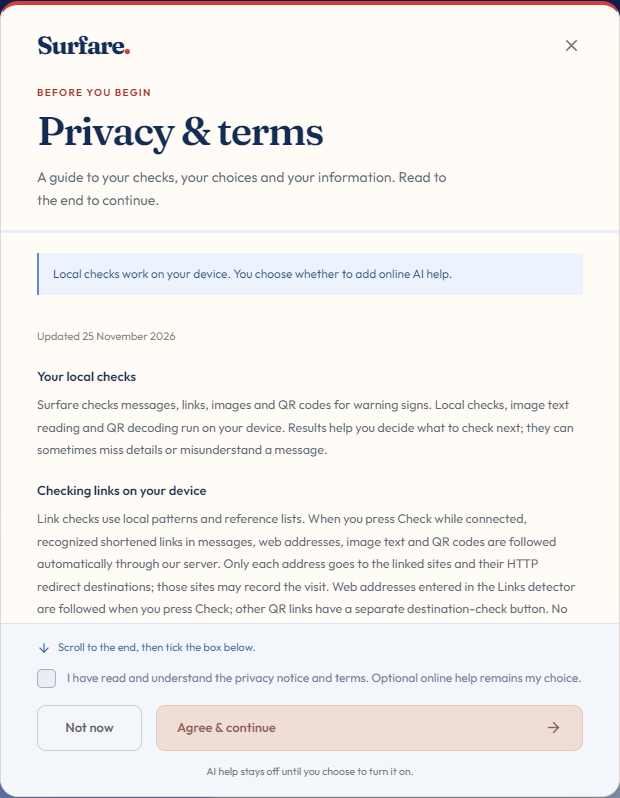 Surfare.
BEFORE YOU BEGIN
Privacy & terms
A guide to your checks, your choices and your information. Read to
the end to continue.
Local checks work on your device. You choose whether to add online AI help.
Updated 25 November 2026
Your local checks
Surfare checks messages, links, images and QR codes for warning signs. Local checks, image text
reading and QR decoding run on your device. Results help you decide what to check next; they can
sometimes miss details or misunderstand a message.
Checking links on your device
Link checks use local patterns and reference lists. When you press Check while connected,
recognized shortened links in messages, web addresses, image text and QR codes are followed
automatically through our server. Only each address goes to the linked sites and their HTTP
redirect destinations; those sites may record the visit. Web addresses entered in the Links detector
are followed when you press Check; other QR links have a separate destination-check button. No
Scroll to the end, then tick the box below.
I have read and understand the privacy notice and terms. Optional online help remains my choice.
Not now
Agree & continue
AI help stays off until you choose to turn it on.